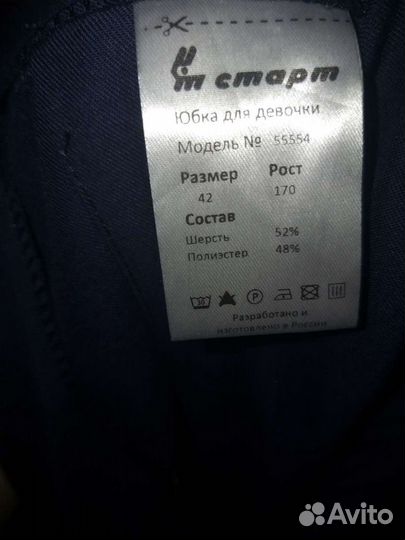 старт
Юбка для девочки
Модель № 55554
Размер Рост
42 170
Состав
Шерсть 52%
Полиэстер 48%
30 P
Разработано и
изготовлено в России
Avito